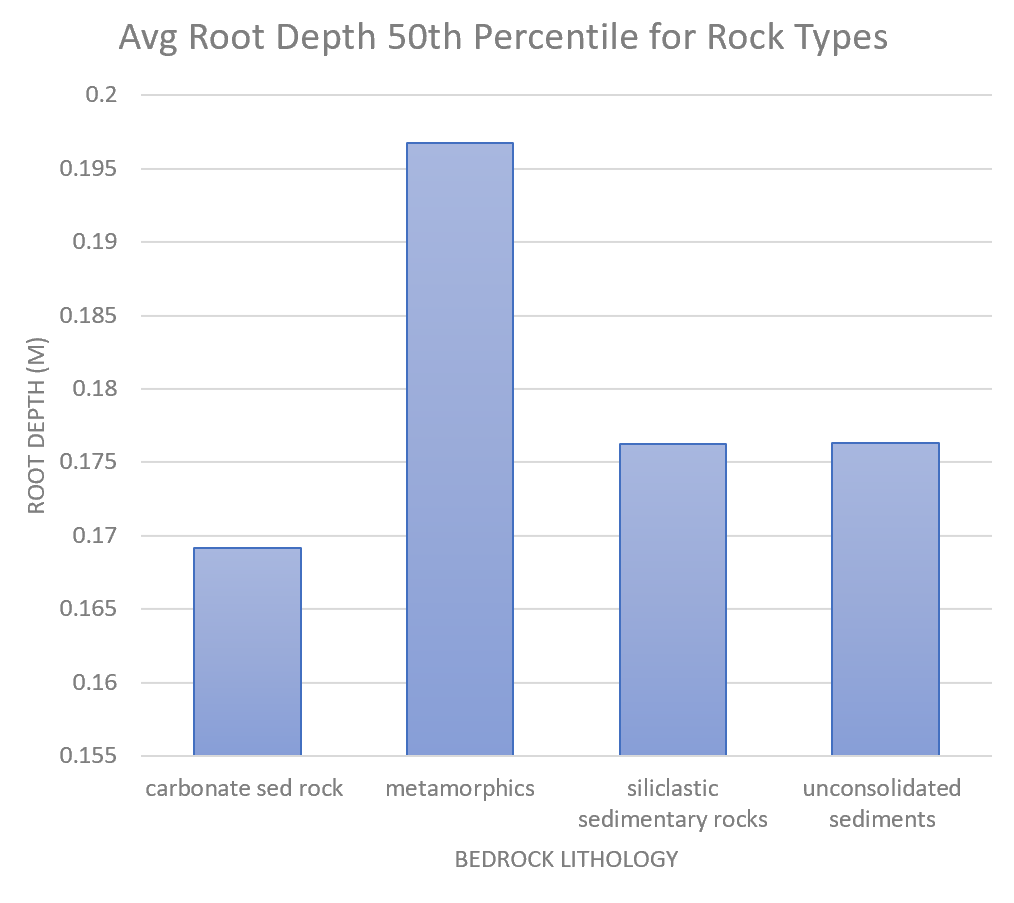 Avg Root Depth 50th Percentile for Rock Types
0.2
0.195
0.19
0.185
0.18
0.175
0.17
0.165
0.16
0.155
ROOT DEPTH (M)
carbonate sed rock
metamorphics
siliclastic
sedimentary rocks
unconsolidated
sediments
BEDROCK LITHOLOGY